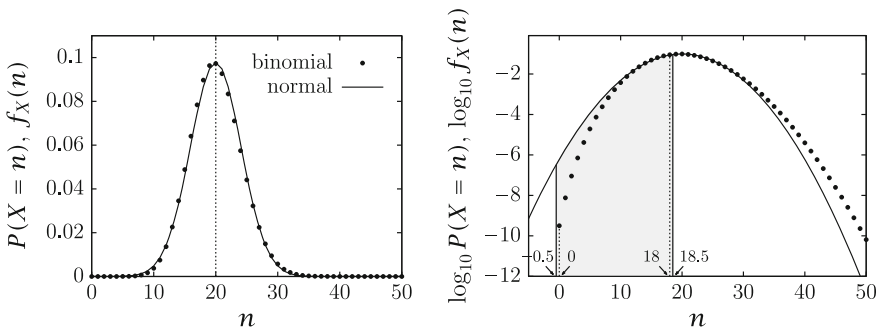 P(X = n), f_X(n)
0.1
0.08
0.06
0.04
0.02
0
binomial
normal
0 10 20 30 40 50
n
log₁₀ P(X = n), log₁₀ f_X(n)
−2
−4
−6
−8
−10
−12
−0.5 0 18 18.5
0 10 20 30 40 50
n